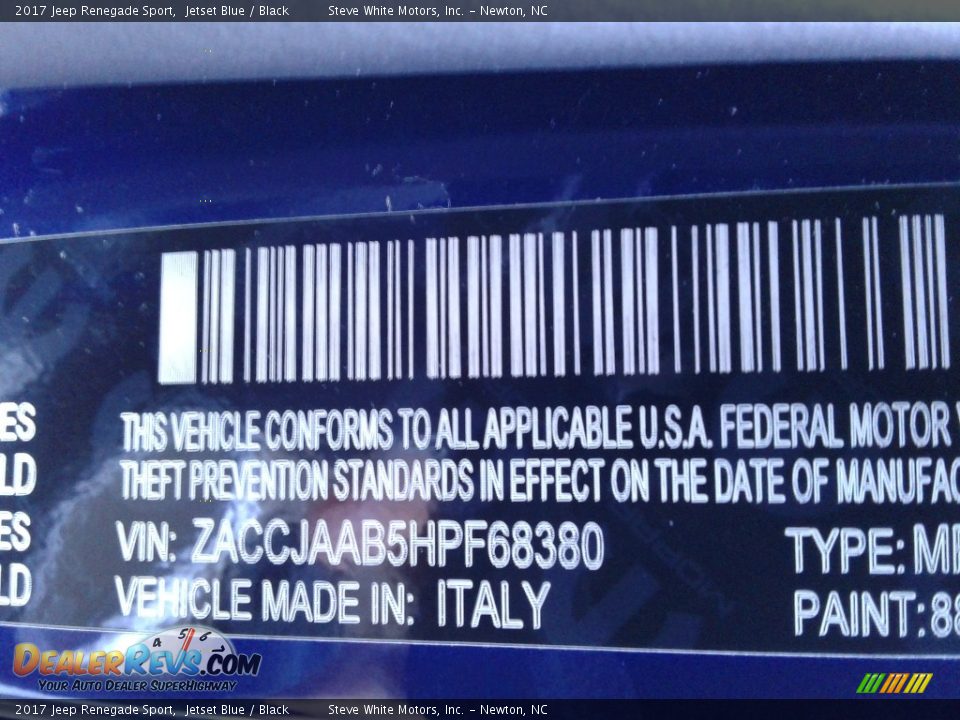 2017 Jeep Renegade Sport, Jetset Blue / Black Steve White Motors, Inc. - Newton, NC
ES
LD
ES
LD
THIS VEHICLE CONFORMS TO ALL APPLICABLE U.S.A. FEDERAL MOTOR
THEFT PREVENTION STANDARDS IN EFFECT ON THE DATE OF MANUFAC
VIN: ZACCJAAB5HPF68380 TYPE: M
VEHICLE MADE IN: ITALY PAINT: 88
4 5 6
DEALERREVS.COM
YOUR AUTO DEALER SUPERHIGHWAY
2017 Jeep Renegade Sport, Jetset Blue / Black Steve White Motors, Inc. - Newton, NC